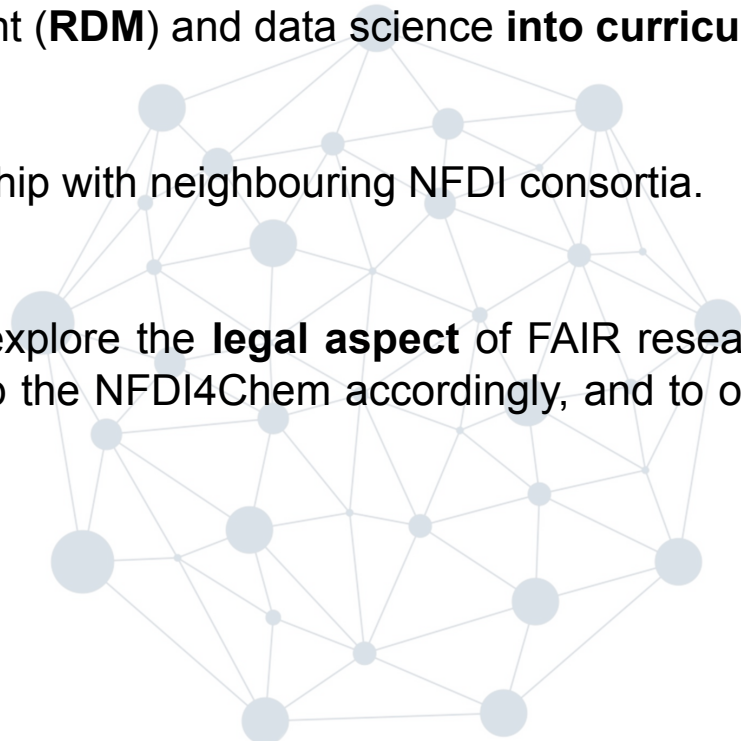 nt (RDM) and data science into curricu
hip with neighbouring NFDI consortia.
explore the legal aspect of FAIR resea
o the NFDI4Chem accordingly, and to o